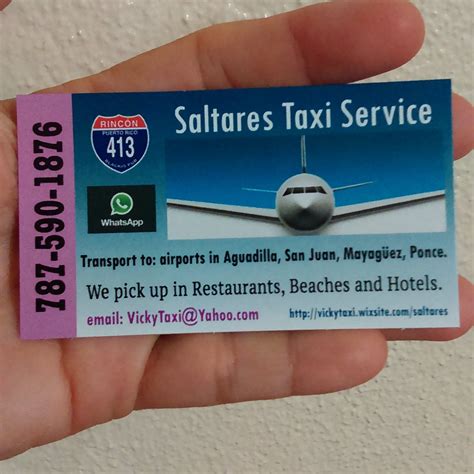 787-590-1876
RINCÓN
PUERTO RICO
413
WhatsApp
Saltares Taxi Service
Transport to: airports in Aguadilla, San Juan, Mayagüez, Ponce.
We pick up in Restaurants, Beaches and Hotels.
email: VickyTaxi@Yahoo.com
http://vickytaxi.wixsite.com/saltares